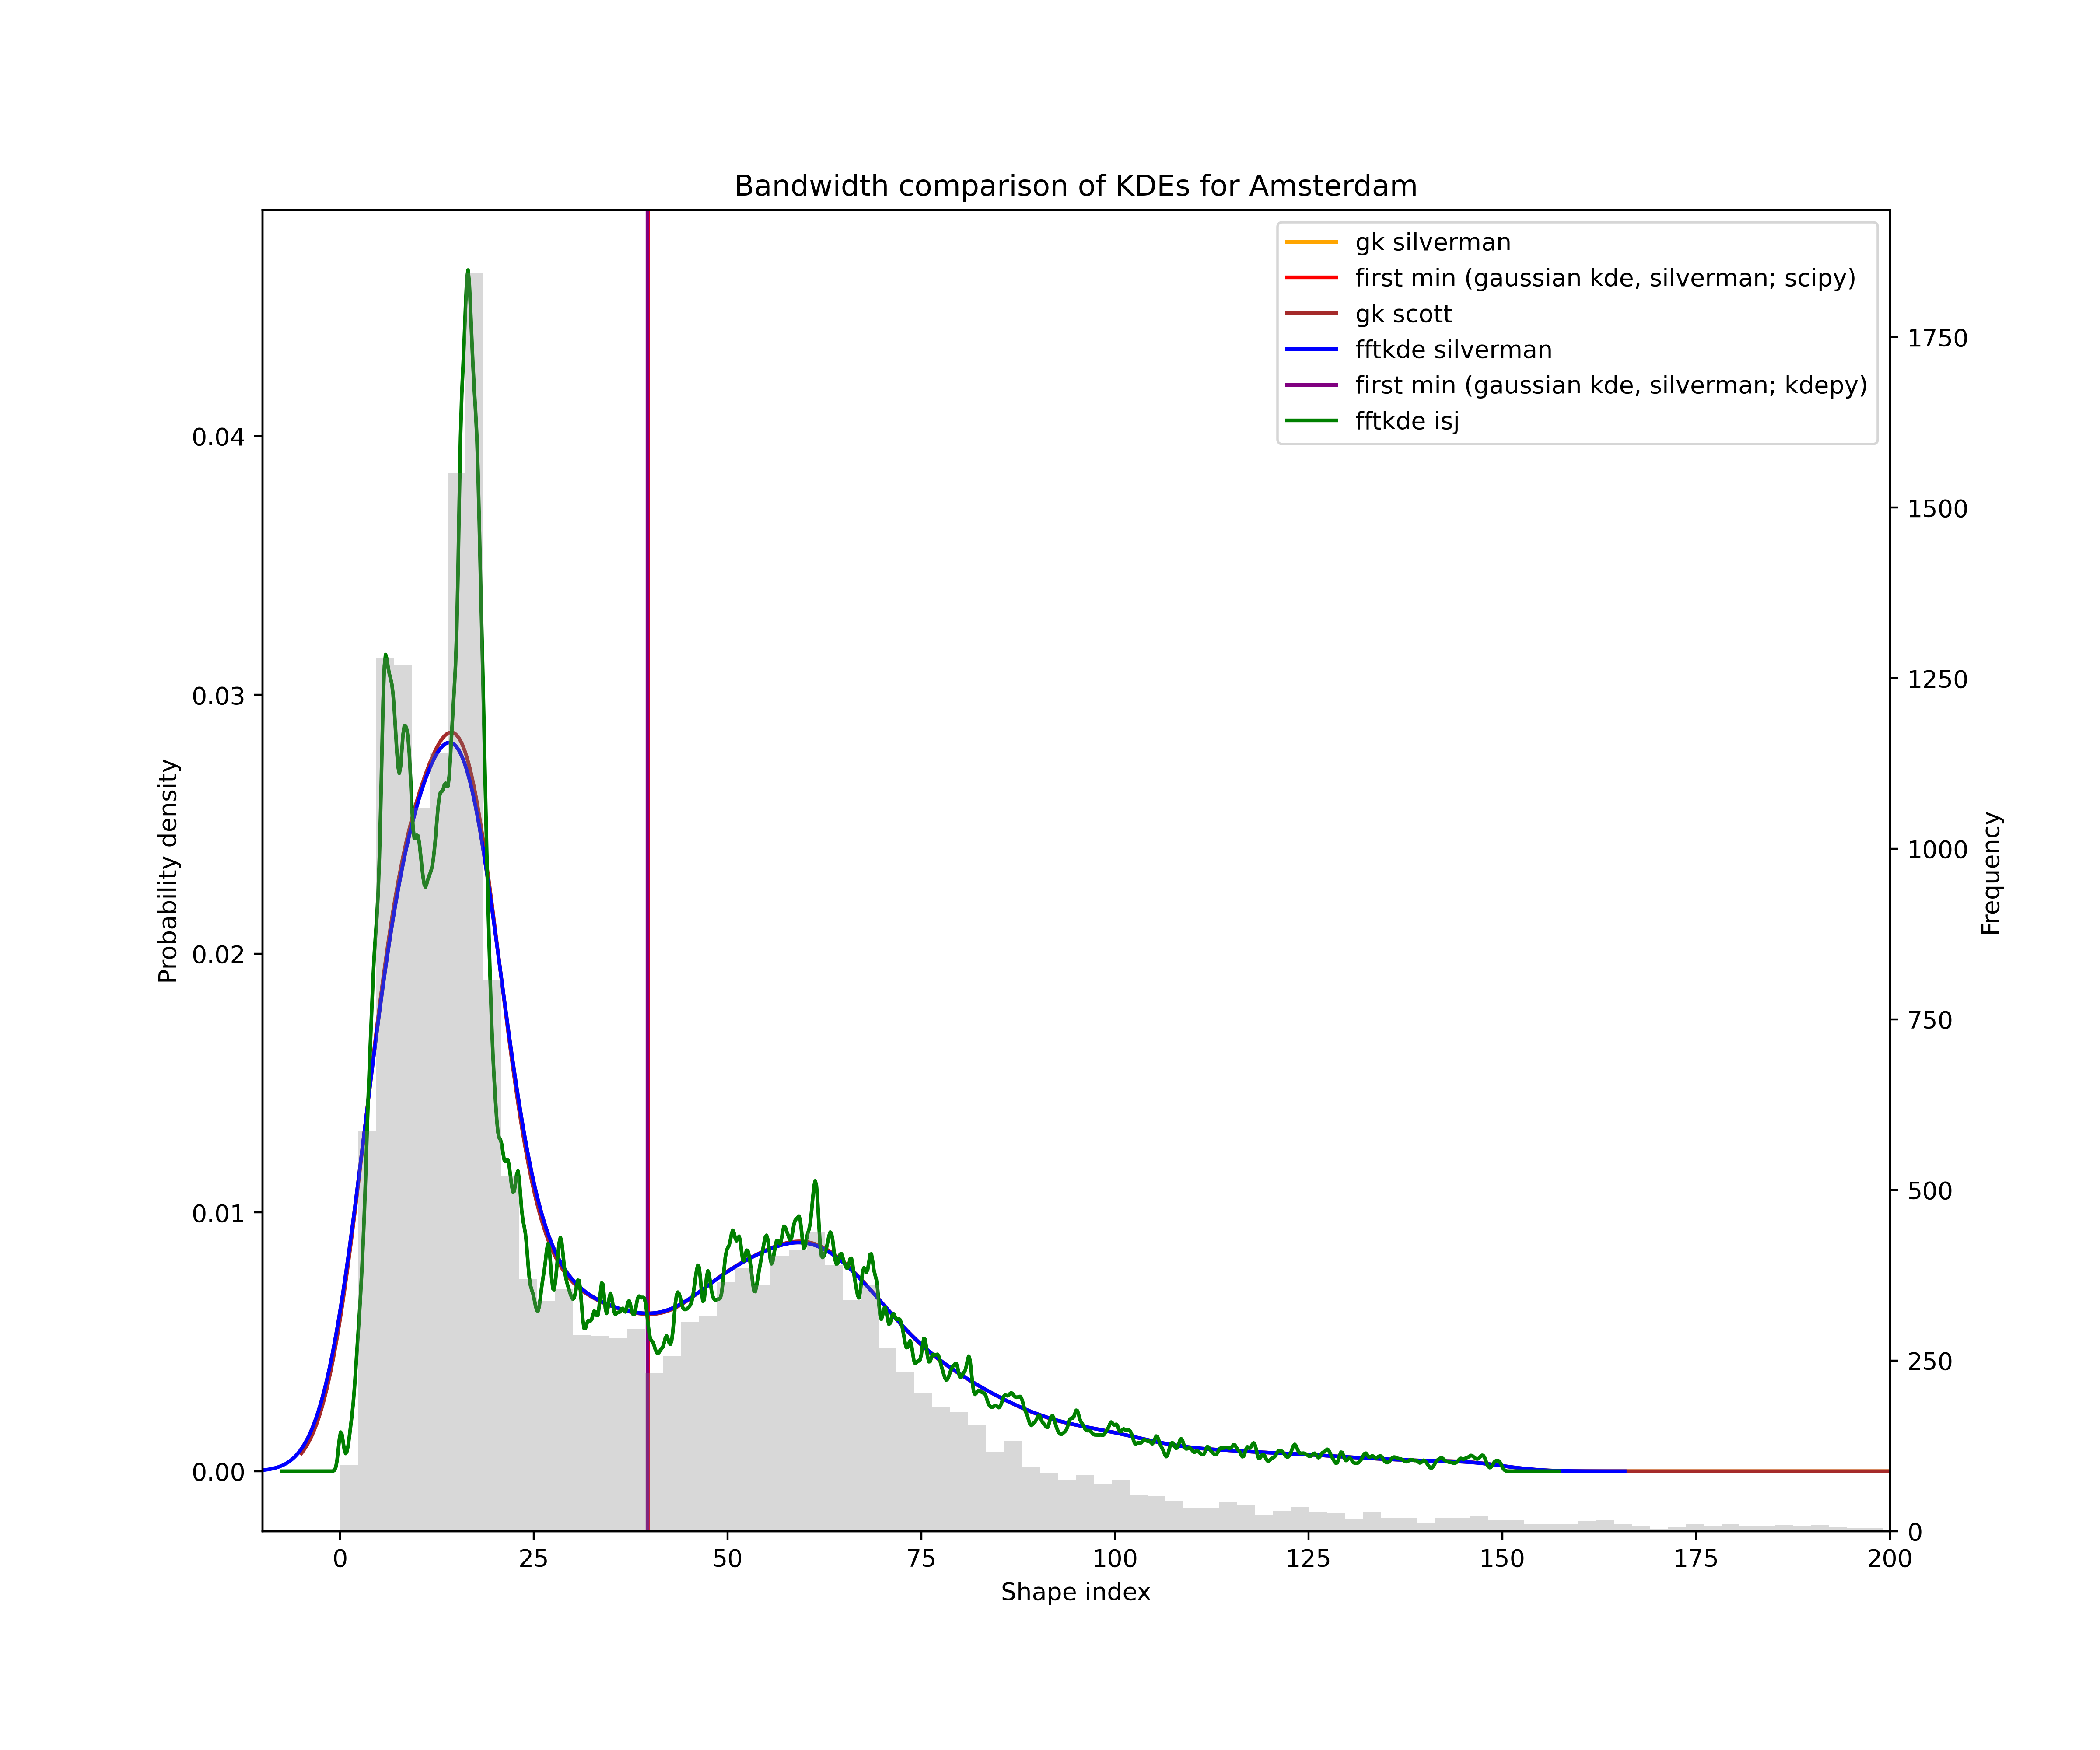 Bandwidth comparison of KDEs for Amsterdam
gk silverman
first min (gaussian kde, silverman; scipy)
gk scott
fftkde silverman
first min (gaussian kde, silverman; kdepy)
fftkde isj
Probability density
0.04
0.03
0.02
0.01
0.00
1750
1500
1250
1000
750
500
250
0
Frequency
0 25 50 75 100 125 150 175 200
Shape index